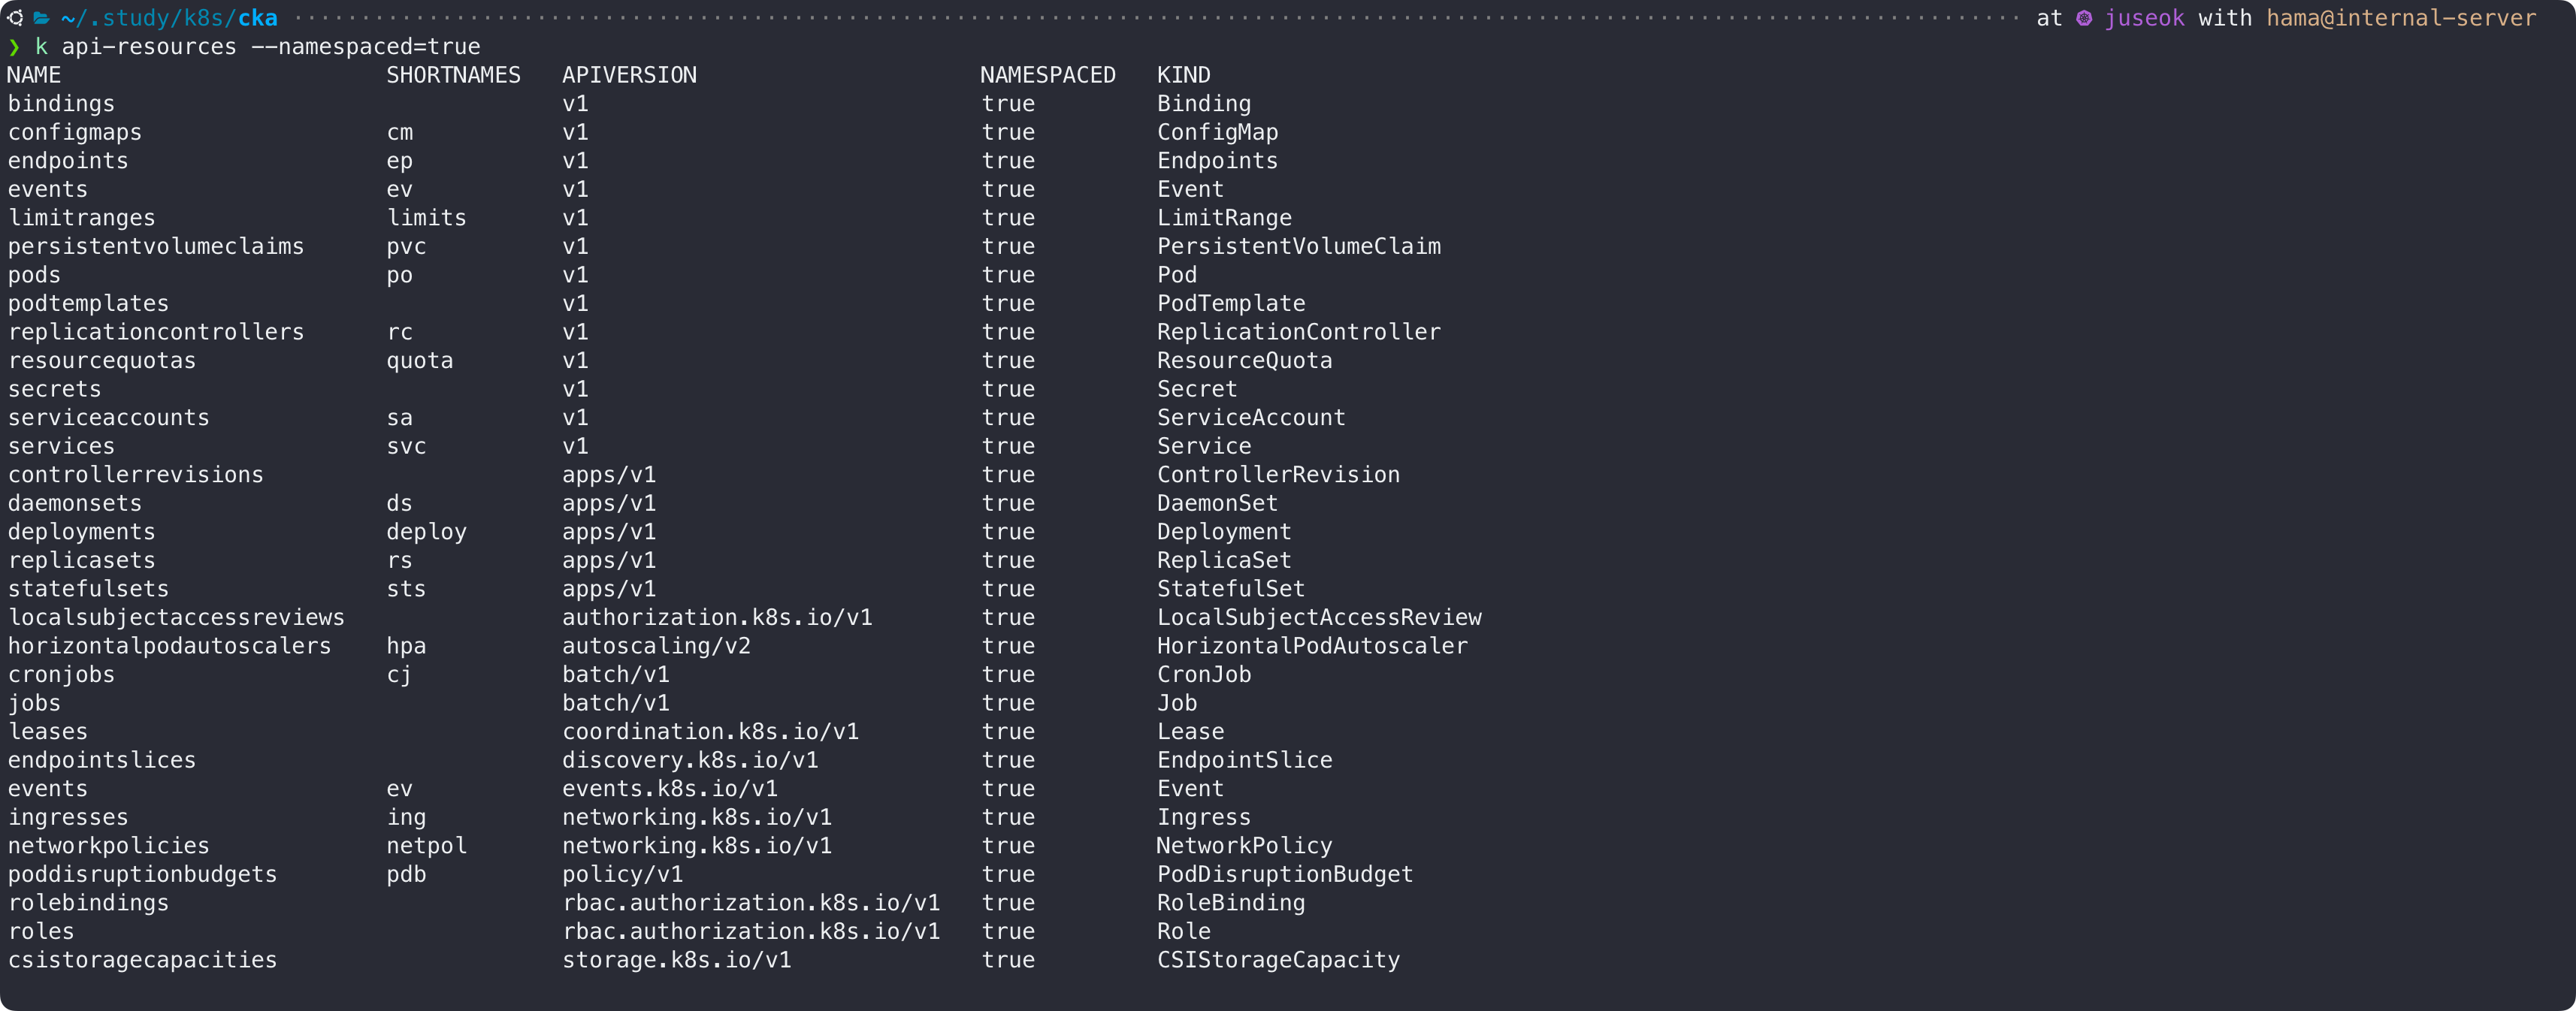 ~/.study/k8s/cka at juseok with hama@internal-server
❯ k api-resources --namespaced=true
NAME SHORTNAMES APIVERSION NAMESPACED KIND
bindings v1 true Binding
configmaps cm v1 true ConfigMap
endpoints ep v1 true Endpoints
events ev v1 true Event
limitranges limits v1 true LimitRange
persistentvolumeclaims pvc v1 true PersistentVolumeClaim
pods po v1 true Pod
podtemplates v1 true PodTemplate
replicationcontrollers rc v1 true ReplicationController
resourcequotas quota v1 true ResourceQuota
secrets v1 true Secret
serviceaccounts sa v1 true ServiceAccount
services svc v1 true Service
controllerrevisions apps/v1 true ControllerRevision
daemonsets ds apps/v1 true DaemonSet
deployments deploy apps/v1 true Deployment
replicasets rs apps/v1 true ReplicaSet
statefulsets sts apps/v1 true StatefulSet
localsubjectaccessreviews authorization.k8s.io/v1 true LocalSubjectAccessReview
horizontalpodautoscalers hpa autoscaling/v2 true HorizontalPodAutoscaler
cronjobs cj batch/v1 true CronJob
jobs batch/v1 true Job
leases coordination.k8s.io/v1 true Lease
endpointslices discovery.k8s.io/v1 true EndpointSlice
events ev events.k8s.io/v1 true Event
ingresses ing networking.k8s.io/v1 true Ingress
networkpolicies netpol networking.k8s.io/v1 true NetworkPolicy
poddisruptionbudgets pdb policy/v1 true PodDisruptionBudget
rolebindings rbac.authorization.k8s.io/v1 true RoleBinding
roles rbac.authorization.k8s.io/v1 true Role
csistoragecapacities storage.k8s.io/v1 true CSIStorageCapacity